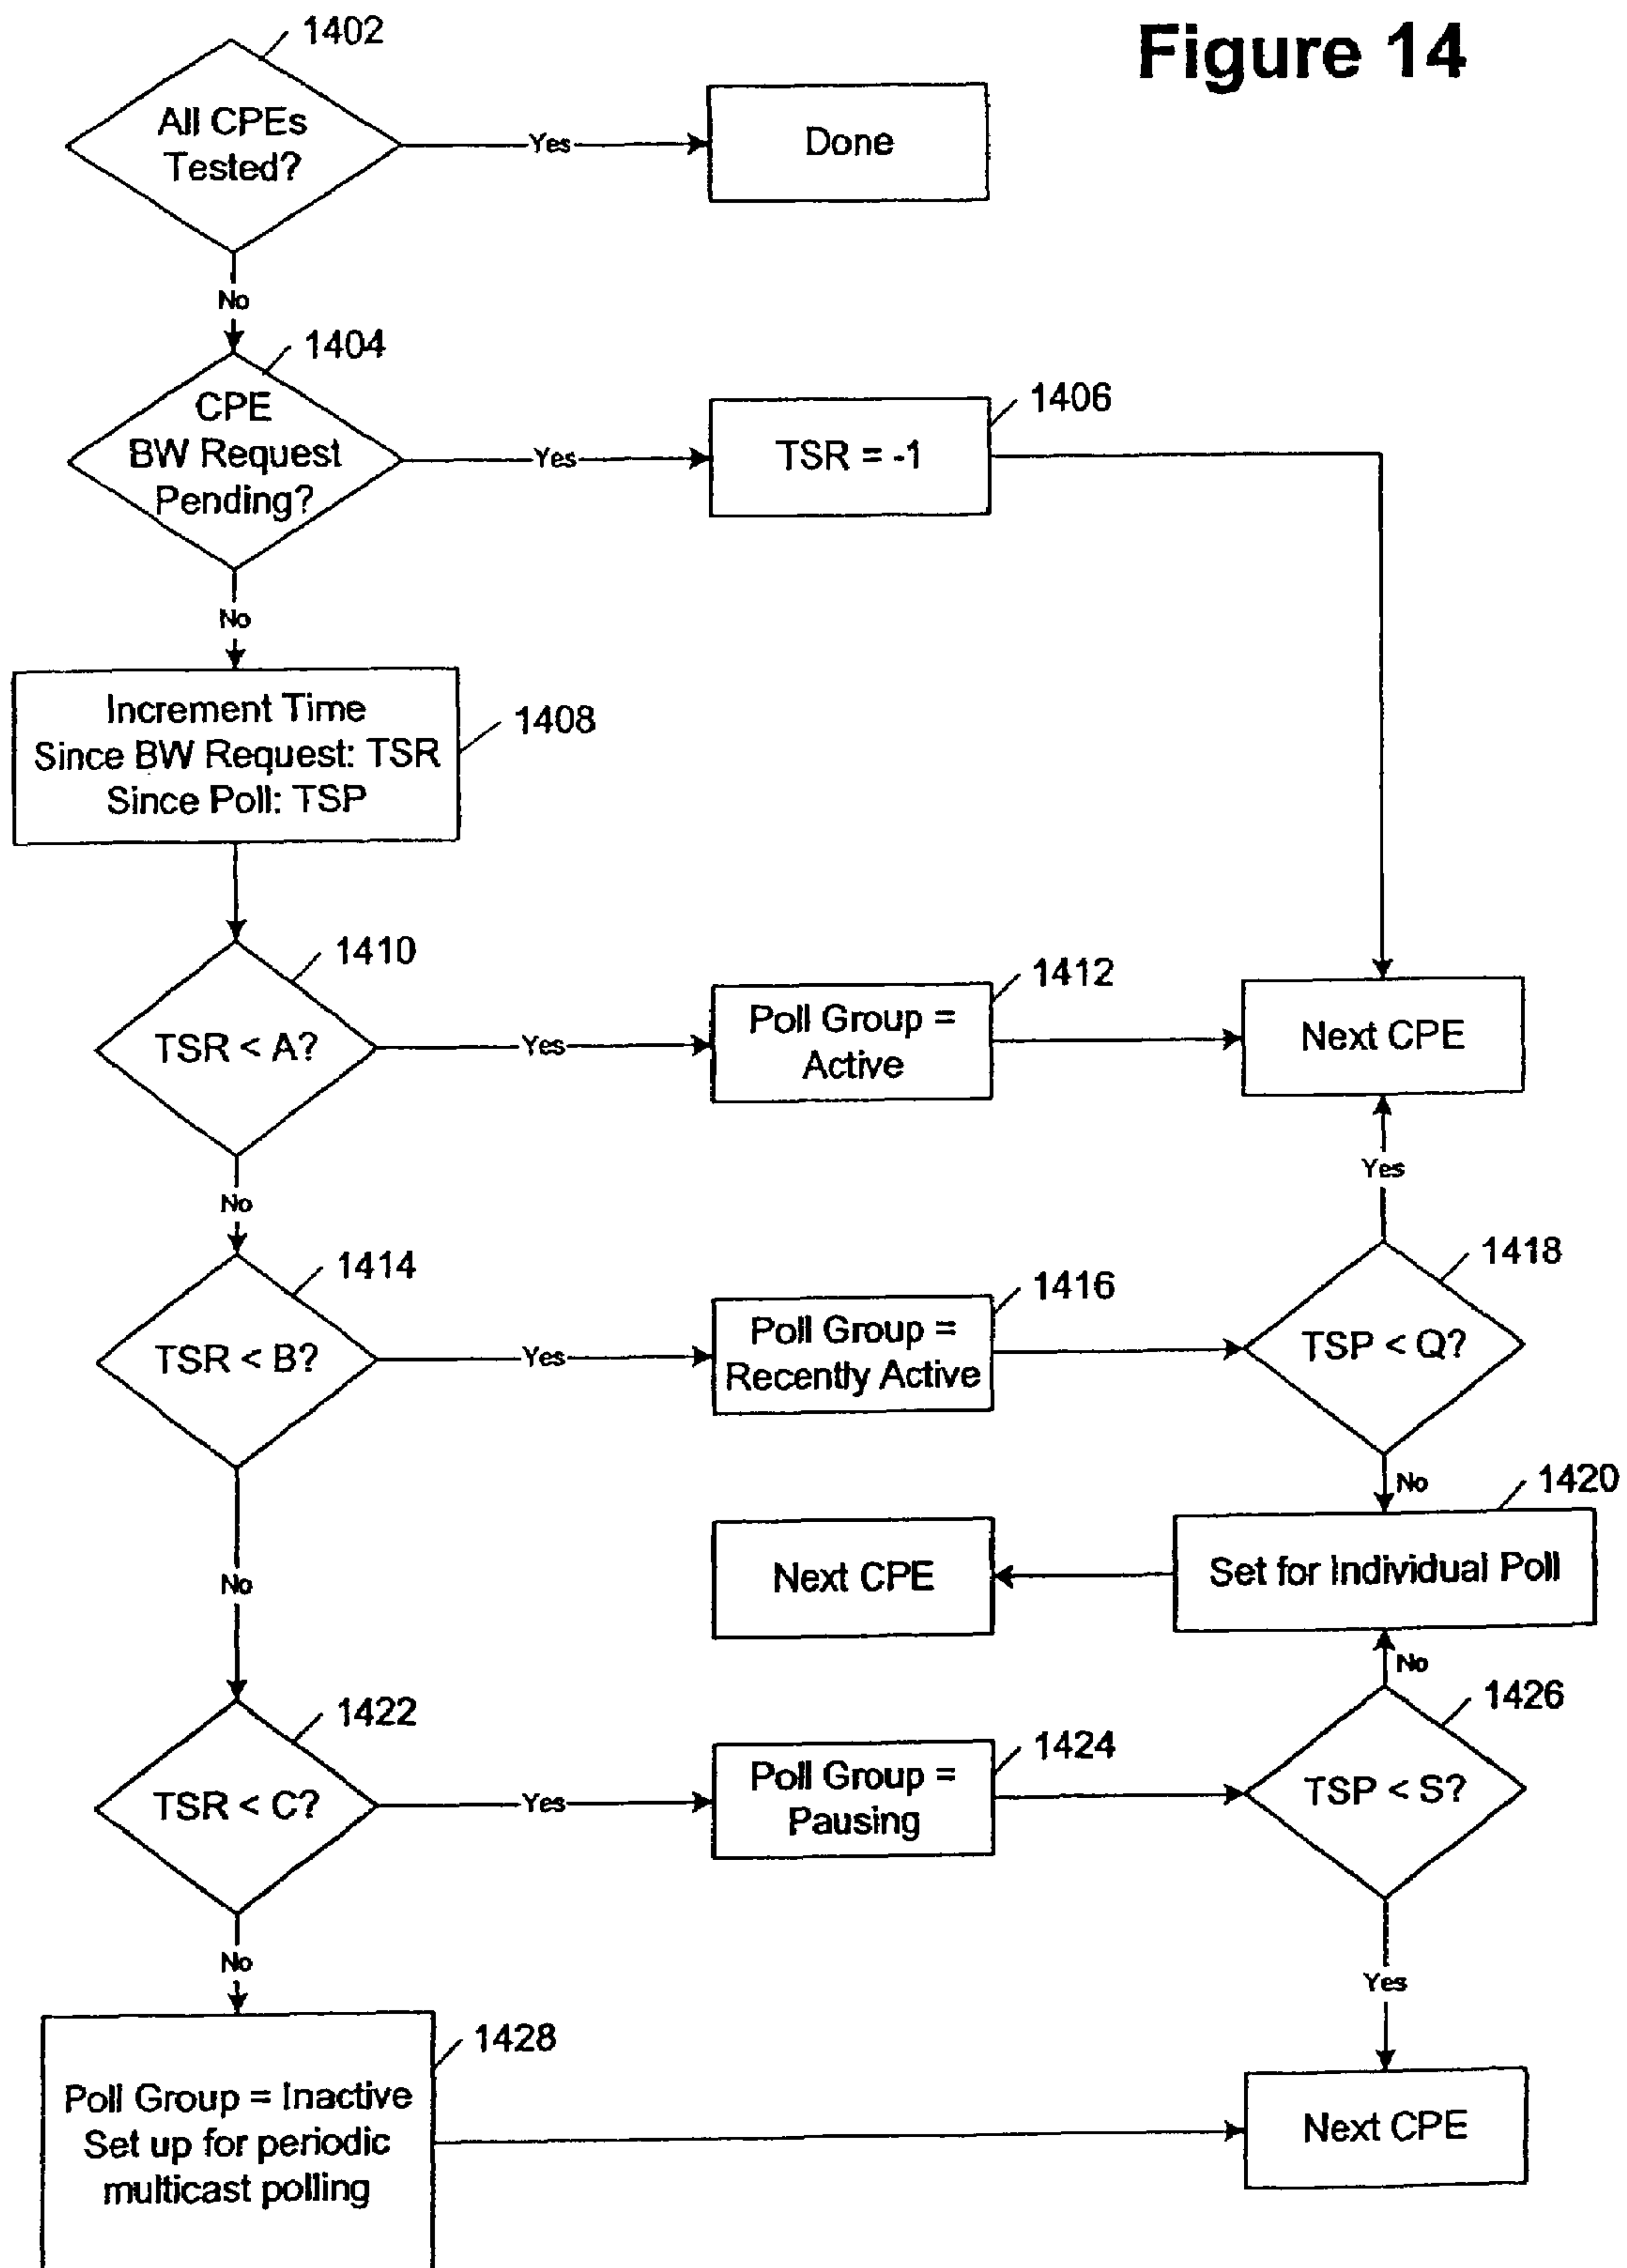 Figure 14
1402
All CPEs
Tested?
Yes
Done
No
1404
CPE
BW Request
Pending?
Yes
1406
TSR = -1
No
Increment Time
Since BW Request: TSR
Since Poll: TSP
1408
1410
TSR < A?
Yes
1412
Poll Group =
Active
Next CPE
No
Yes
1414
TSR < B?
Yes
1416
Poll Group =
Recently Active
1418
TSP < Q?
No
1420
Set for Individual Poll
Next CPE
No
No
1422
TSR < C?
Yes
1424
Poll Group =
Pausing
1426
TSP < S?
No
Yes
1428
Poll Group = Inactive
Set up for periodic
multicast polling
Next CPE